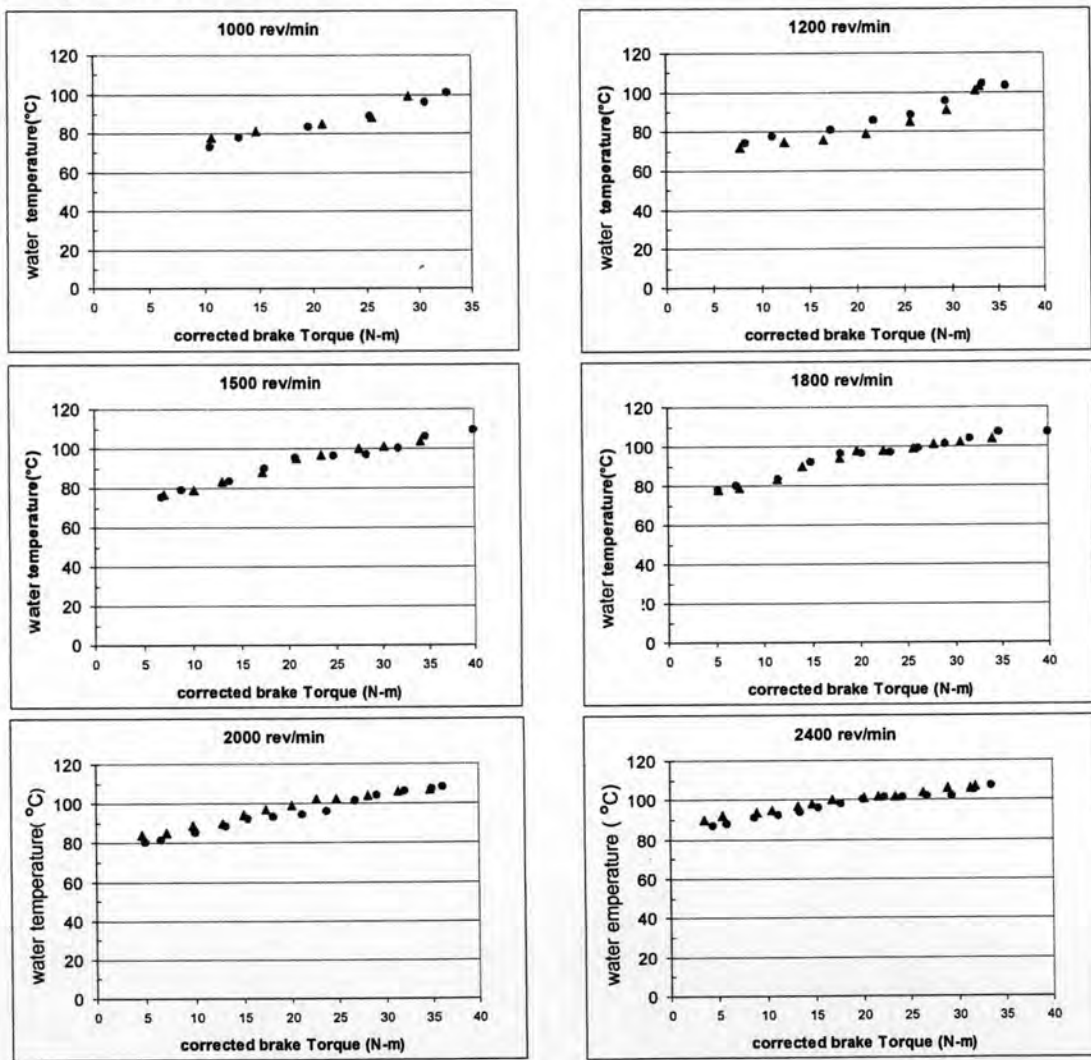 1000 rev/min
water temperature(°C)
120
100
80
60
40
20
0
0 5 10 15 20 25 30 35
corrected brake Torque (N-m)
1200 rev/min
water temperature(°C)
120
100
80
60
40
20
0
0 5 10 15 20 25 30 35 40
corrected brake Torque (N-m)
1500 rev/min
water temperature(°C)
120
100
80
60
40
20
0
0 5 10 15 20 25 30 35 40
corrected brake Torque (N-m)
1800 rev/min
water temperature(°C)
120
100
80
60
40
20
0
0 5 10 15 20 25 30 35 40
corrected brake Torque (N-m)
2000 rev/min
water temperature( °C)
120
100
80
60
40
20
0
0 5 10 15 20 25 30 35 40
corrected brake Torque (N-m)
2400 rev/min
water emperature ( °C)
120
100
80
60
40
20
0
0 5 10 15 20 25 30 35 40
corrected brake Torque (N-m)